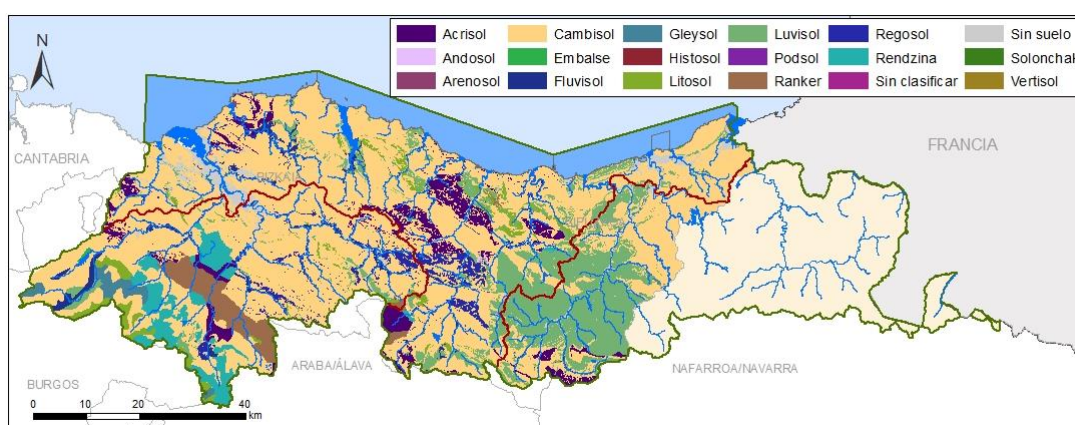 N
Acrisol
Cambisol
Gleysol
Luvisol
Regosol
Sin suelo
Andosol
Embalse
Histosol
Podsol
Rendzina
Solonchak
Arenosol
Fluvisol
Litosol
Ranker
Sin clasificar
Vertisol
FRANCIA
CANTABRIA
BIZKAIA
ARABA/ÁLAVA
NAFARROA/NAVARRA
BURGOS
0 10 20 40
km